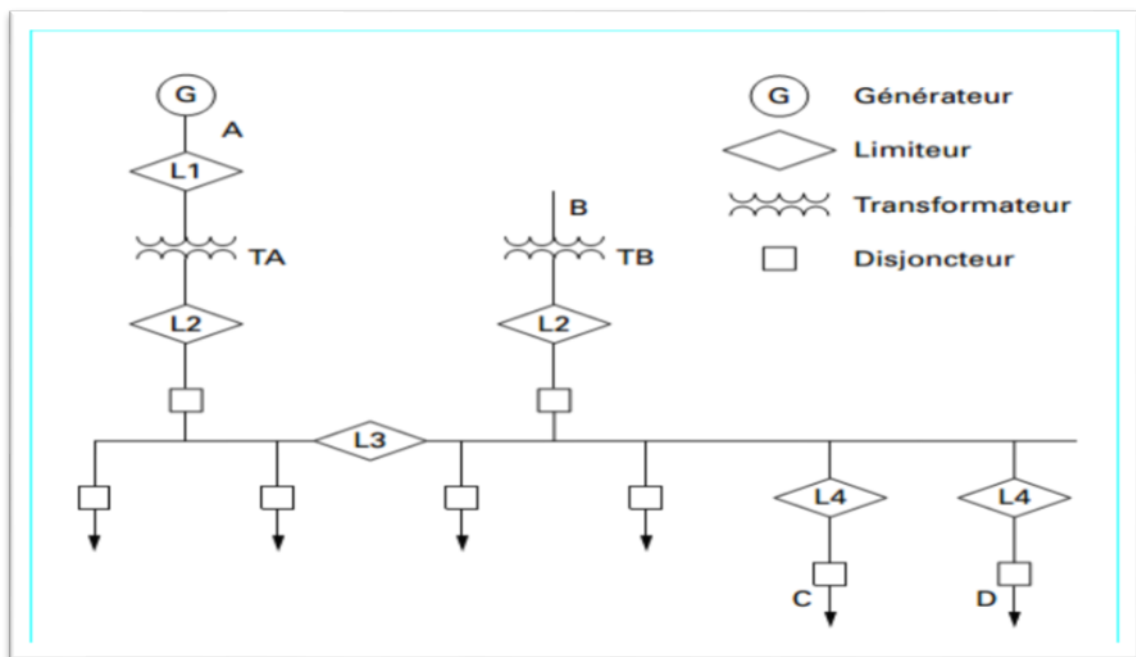 G
A
L1
TA
L2
B
TB
L2
L3
L4
L4
C
D
G Générateur
Limiteur
Transformateur
Disjoncteur